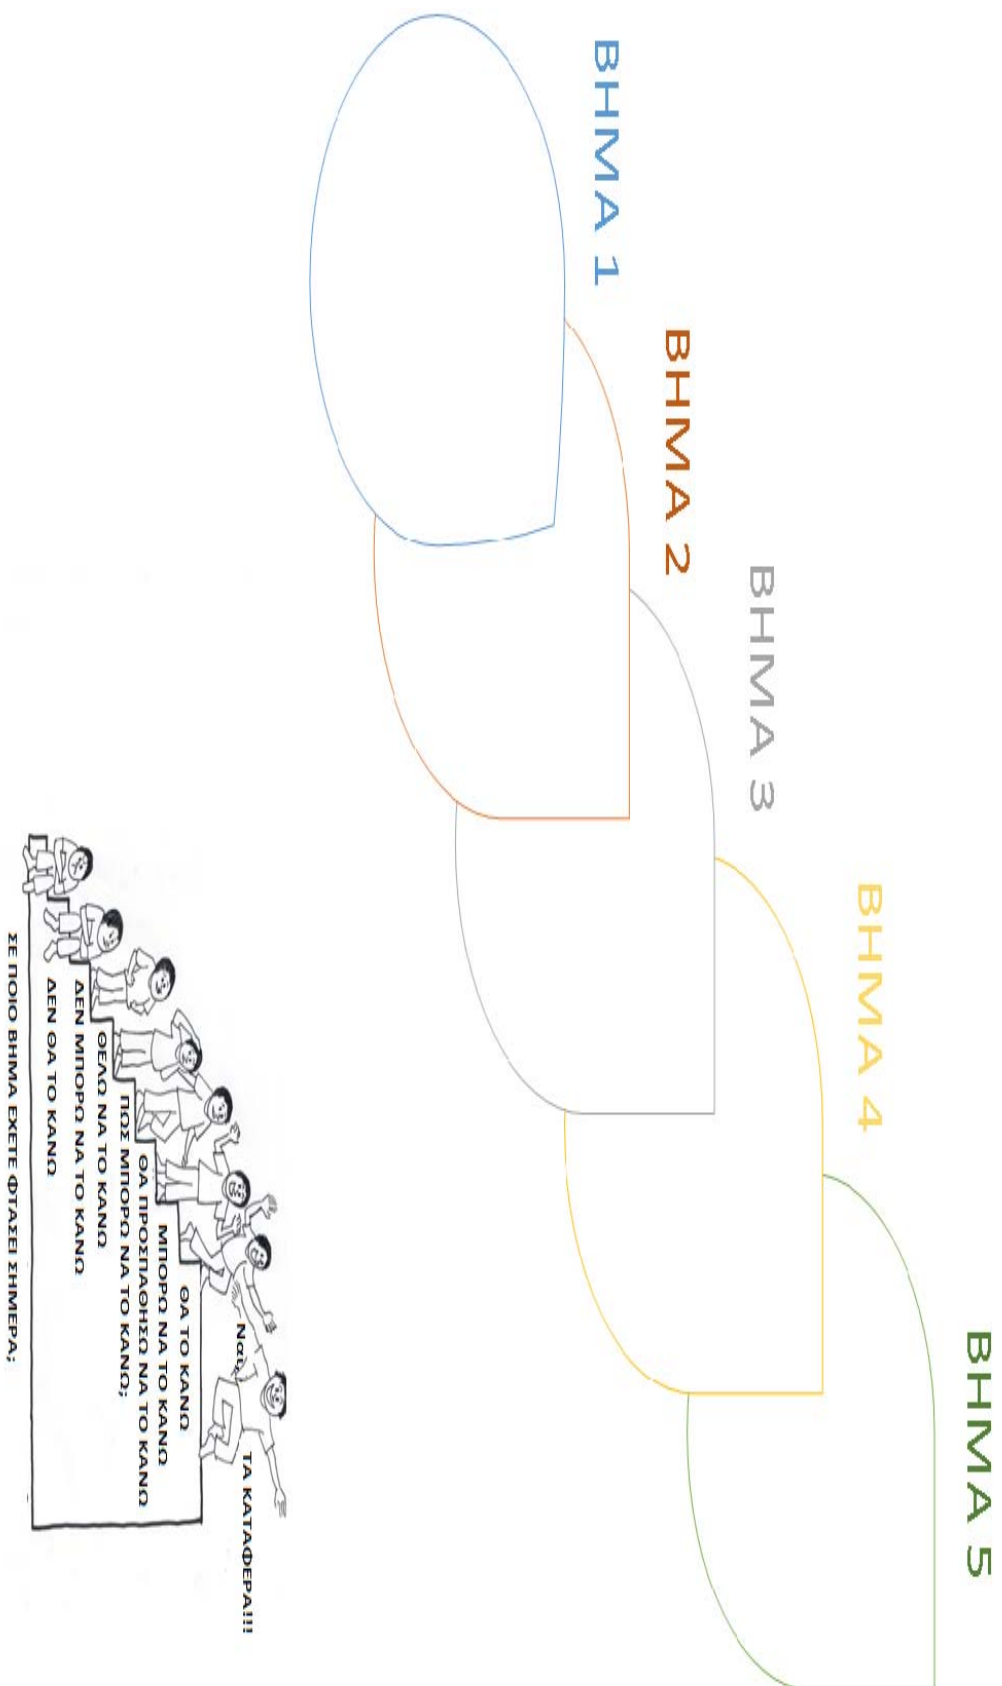 ΒΗΜΑ 1
ΒΗΜΑ 2
ΒΗΜΑ 3
ΒΗΜΑ 4
ΒΗΜΑ 5
Ναι, ΤΑ ΚΑΤΑΦΕΡΑ!!!
ΘΑ ΤΟ ΚΑΝΩ
ΜΠΟΡΩ ΝΑ ΤΟ ΚΑΝΩ
ΘΑ ΠΡΟΣΠΑΘΗΣΩ ΝΑ ΤΟ ΚΑΝΩ
ΠΩΣ ΜΠΟΡΩ ΝΑ ΤΟ ΚΑΝΩ;
ΘΕΛΩ ΝΑ ΤΟ ΚΑΝΩ
ΔΕΝ ΜΠΟΡΩ ΝΑ ΤΟ ΚΑΝΩ
ΔΕΝ ΘΑ ΤΟ ΚΑΝΩ
ΣΕ ΠΟΙΟ ΒΗΜΑ ΕΧΕΤΕ ΦΤΑΣΕΙ ΣΗΜΕΡΑ;